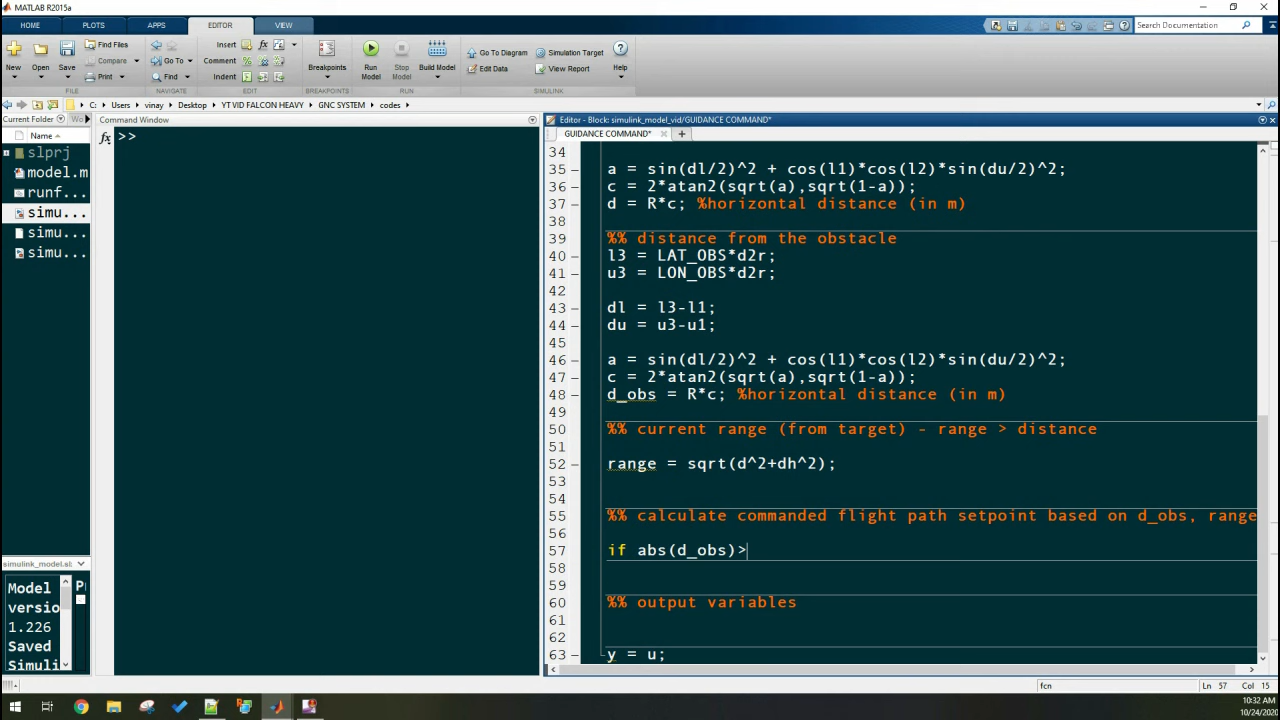 MATLAB R2015a
HOME PLOTS APPS EDITOR VIEW
Search Documentation
New Open Save Find Files Compare Print
Insert Comment Indent fx
Go To Find
Breakpoints
Run Model Stop Model Build Model
Go To Diagram Edit Data
Simulation Target View Report
Help
FILE NAVIGATE EDIT BREAKPOINTS RUN SIMULINK
C: Users vinay Desktop YT VID FALCON HEAVY GNC SYSTEM codes
Current Folder Wo
Name
slprj
model.m
runf...
simu...
simu...
simu...
simulink_model.sl
Model
version
1.226
Saved
Simuli
Command Window
fx >>
Editor - Block: simulink_model_vid/GUIDANCE COMMAND*
GUIDANCE COMMAND*
34
35 a = sin(dl/2)^2 + cos(l1)*cos(l2)*sin(du/2)^2;
36 c = 2*atan2(sqrt(a),sqrt(1-a));
37 d = R*c; %horizontal distance (in m)
38
39 %% distance from the obstacle
40 l3 = LAT_OBS*d2r;
41 u3 = LON_OBS*d2r;
42
43 dl = l3-l1;
44 du = u3-u1;
45
46 a = sin(dl/2)^2 + cos(l1)*cos(l2)*sin(du/2)^2;
47 c = 2*atan2(sqrt(a),sqrt(1-a));
48 d_obs = R*c; %horizontal distance (in m)
49
50 %% current range (from target) - range > distance
51
52 range = sqrt(d^2+dh^2);
53
54
55 %% calculate commanded flight path setpoint based on d_obs, range
56
57 if abs(d_obs)>
58
59
60 %% output variables
61
62
63 y = u;
fcn Ln 57 Col 15
10:32 AM
10/24/2020